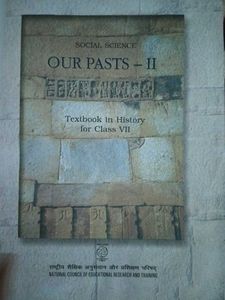 SOCIAL SCIENCE
OUR PASTS – II
Textbook in History
for Class VII
राष्ट्रीय शैक्षिक अनुसंधान और प्रशिक्षण परिषद्
NATIONAL COUNCIL OF EDUCATIONAL RESEARCH AND TRAINING